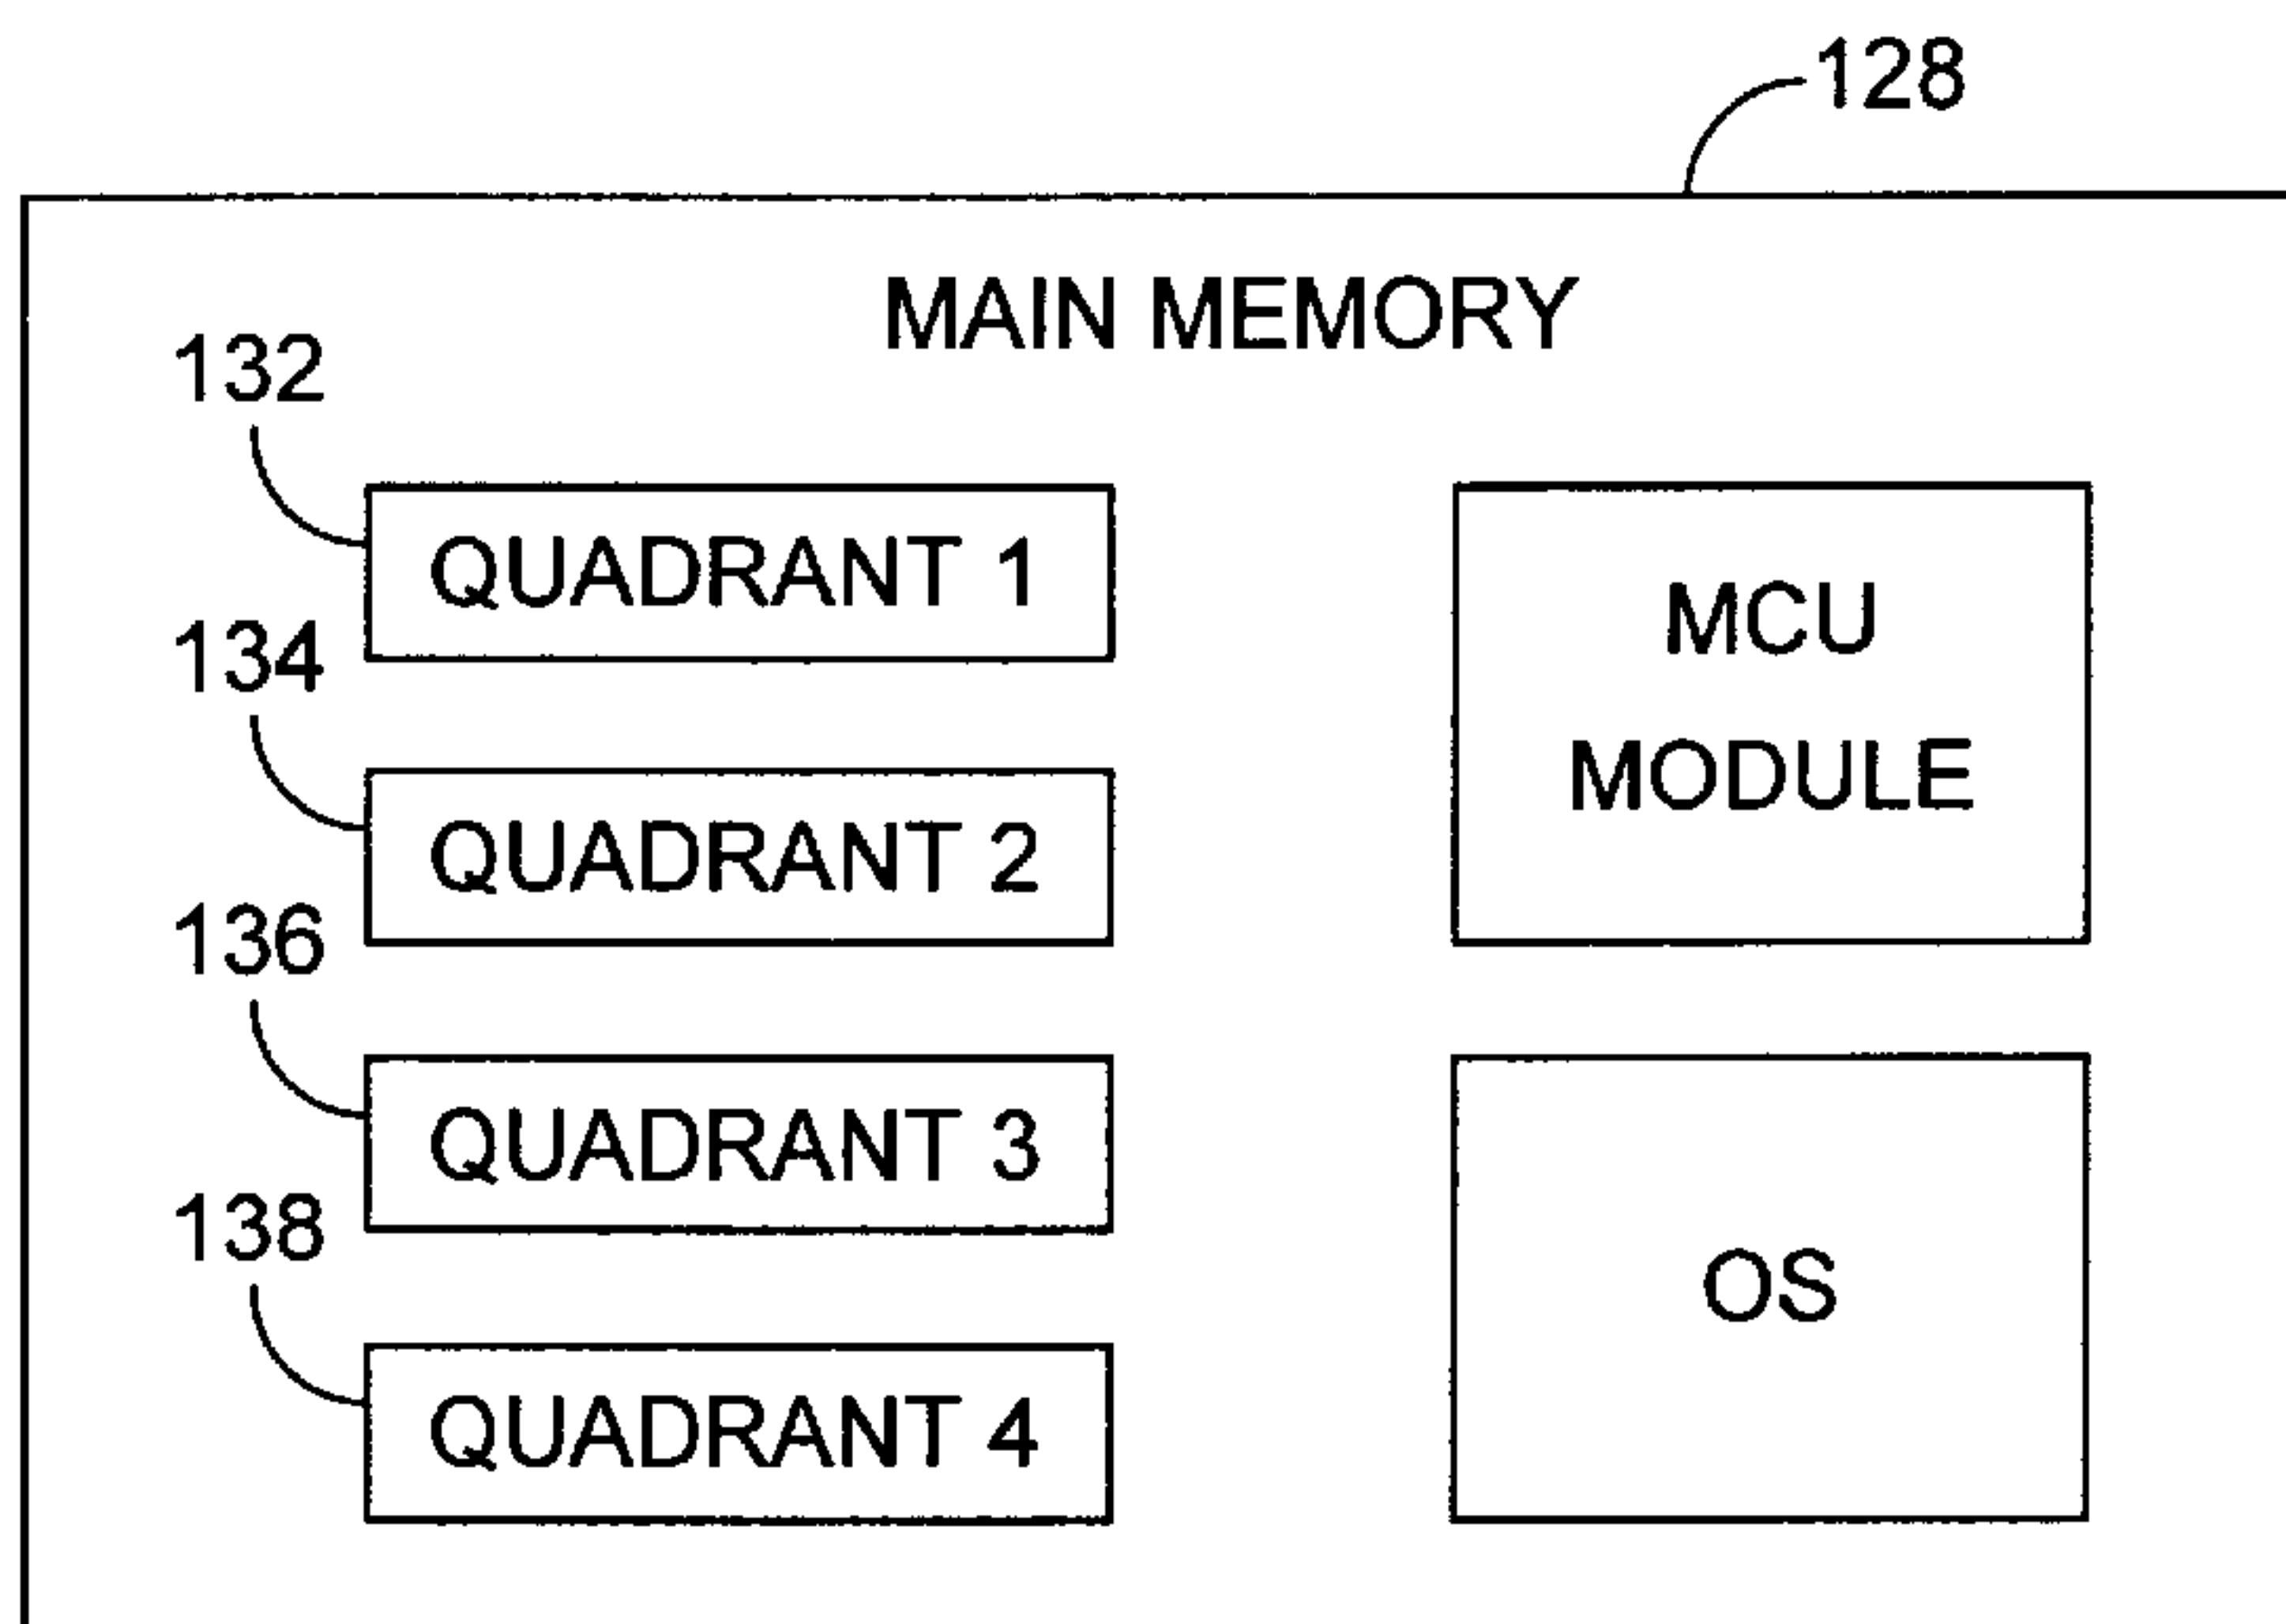 128
MAIN MEMORY
132
QUADRANT 1
134
QUADRANT 2
136
QUADRANT 3
138
QUADRANT 4
MCU
MODULE
OS